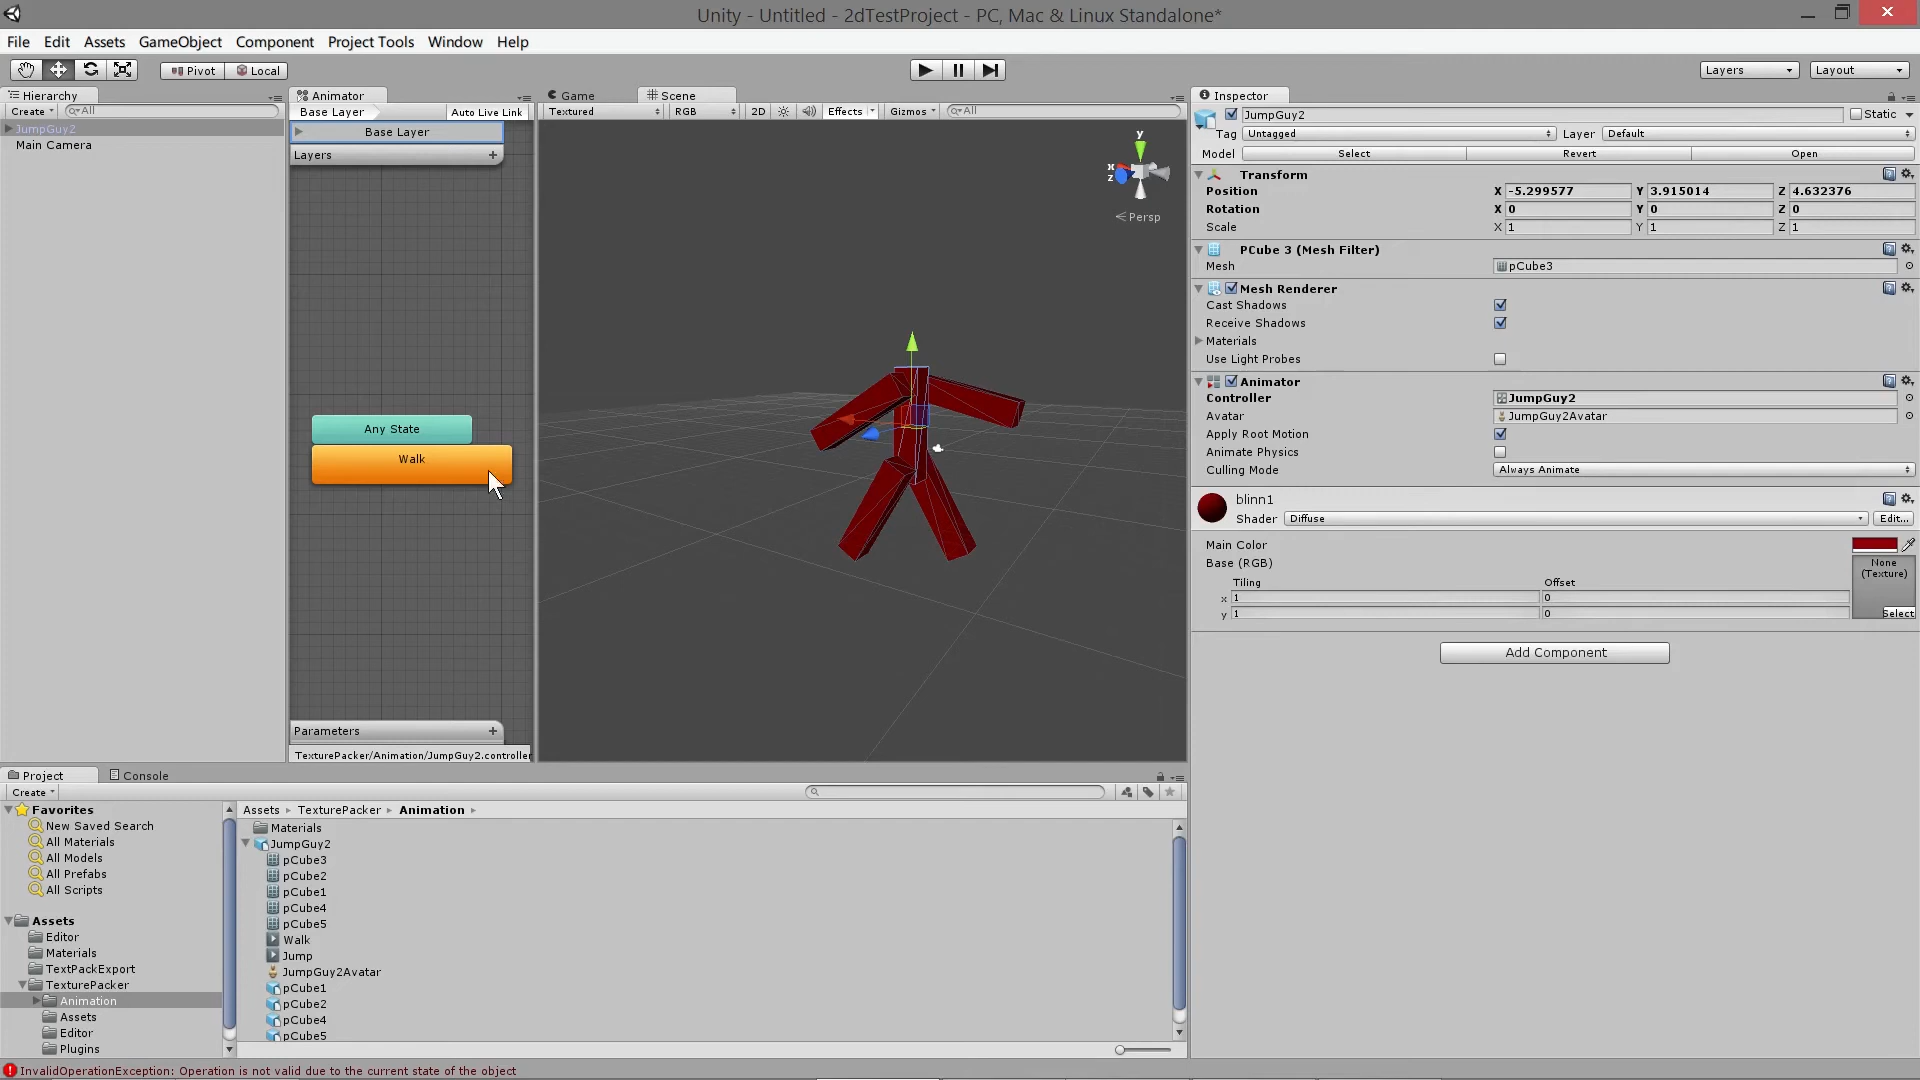 Unity - Untitled - 2dTestProject - PC, Mac & Linux Standalone*
File Edit Assets GameObject Component Project Tools Window Help
Pivot Local Layers Layout
Hierarchy
Create All
JumpGuy2
Main Camera
Animator
Base Layer Auto Live Link
Base Layer
Layers +
Any State
Walk
Parameters +
TexturePacker/Animation/JumpGuy2.controller
Game Scene
Textured RGB 2D Effects Gizmos All
y
x
z
Persp
Inspector
JumpGuy2 Static
Tag Untagged Layer Default
Model Select Revert Open
Transform
Position X -5.299577 Y 3.915014 Z 4.632376
Rotation X 0 Y 0 Z 0
Scale X 1 Y 1 Z 1
PCube 3 (Mesh Filter)
Mesh pCube3
Mesh Renderer
Cast Shadows
Receive Shadows
Materials
Use Light Probes
Animator
Controller JumpGuy2
Avatar JumpGuy2Avatar
Apply Root Motion
Animate Physics
Culling Mode Always Animate
blinn1
Shader Diffuse Edit...
Main Color
Base (RGB)
None
(Texture)
Tiling Offset
x 1 0
y 1 0
Select
Add Component
Project Console
Create
Favorites
New Saved Search
All Materials
All Models
All Prefabs
All Scripts
Assets
Editor
Materials
TextPackExport
TexturePacker
Animation
Assets
Editor
Plugins
Assets TexturePacker Animation
Materials
JumpGuy2
pCube3
pCube2
pCube1
pCube4
pCube5
Walk
Jump
JumpGuy2Avatar
pCube1
pCube2
pCube4
pCube5
InvalidOperationException: Operation is not valid due to the current state of the object